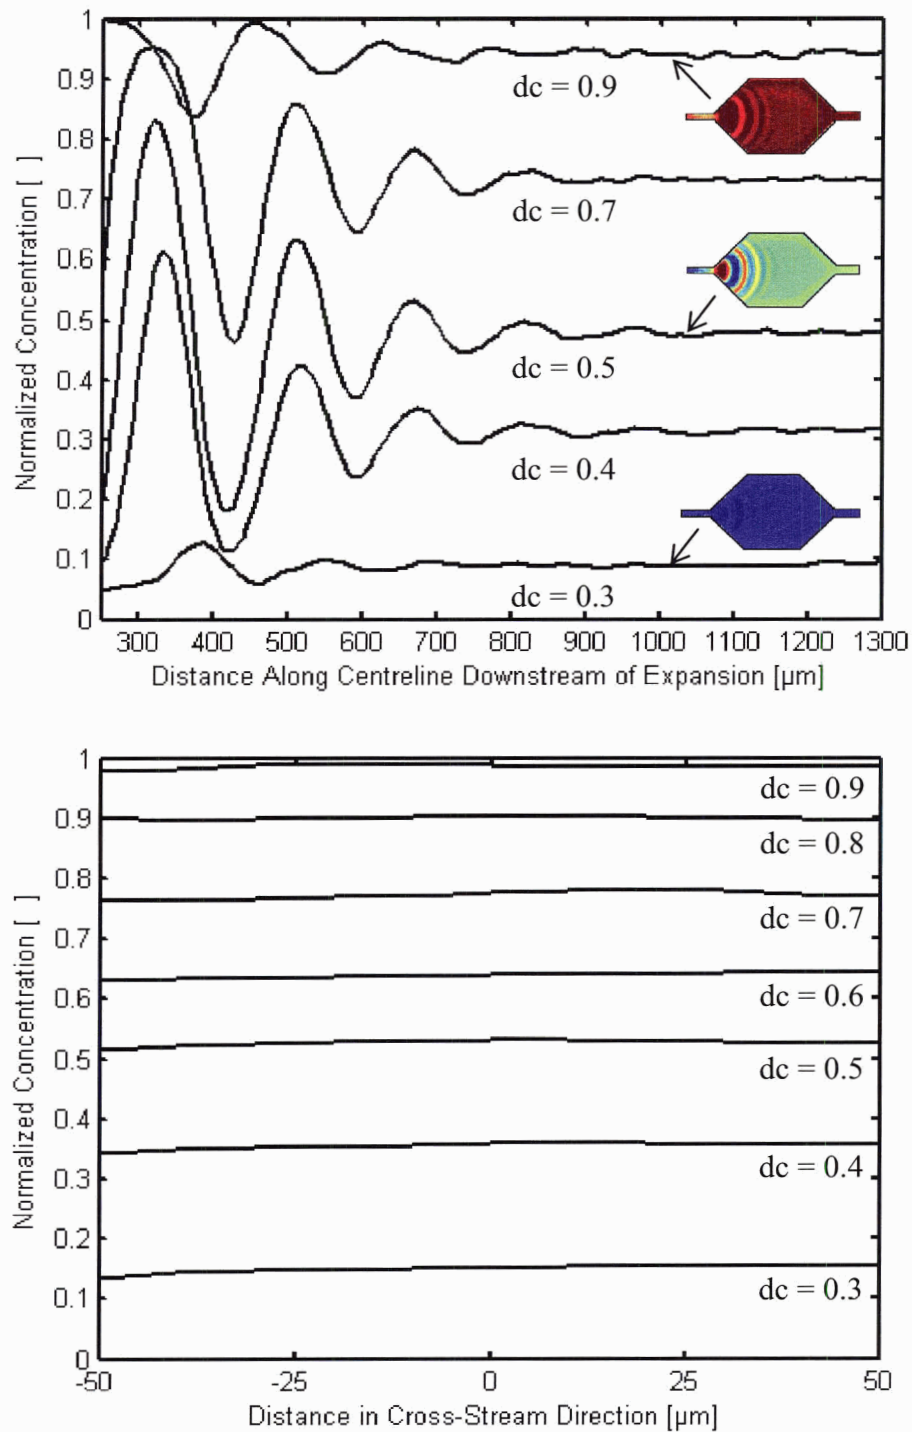 1
0.9
0.8
0.7
0.6
0.5
0.4
0.3
0.2
0.1
0
Normalized Concentration [ ]
dc = 0.9
dc = 0.7
dc = 0.5
dc = 0.4
dc = 0.3
300 400 500 600 700 800 900 1000 1100 1200 1300
Distance Along Centreline Downstream of Expansion [µm]
1
0.9
0.8
0.7
0.6
0.5
0.4
0.3
0.2
0.1
0
Normalized Concentration [ ]
dc = 0.9
dc = 0.8
dc = 0.7
dc = 0.6
dc = 0.5
dc = 0.4
dc = 0.3
-50 -25 0 25 50
Distance in Cross-Stream Direction [µm]